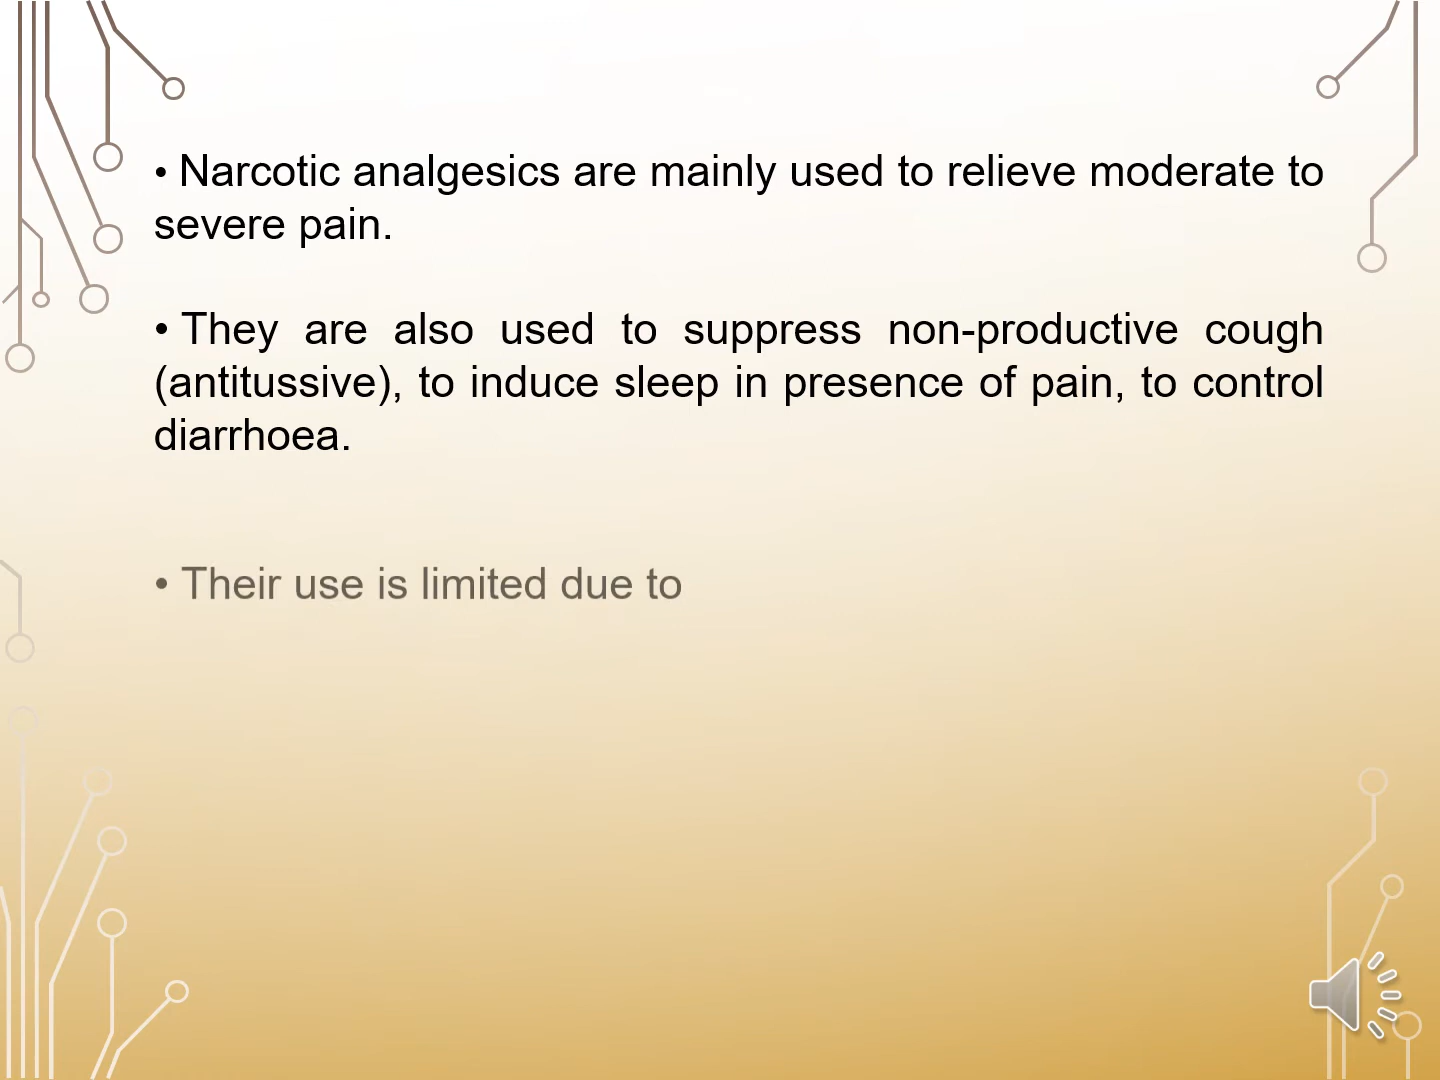 • Narcotic analgesics are mainly used to relieve moderate to
severe pain.
• They are also used to suppress non-productive cough
(antitussive), to induce sleep in presence of pain, to control
diarrhoea.
• Their use is limited due to